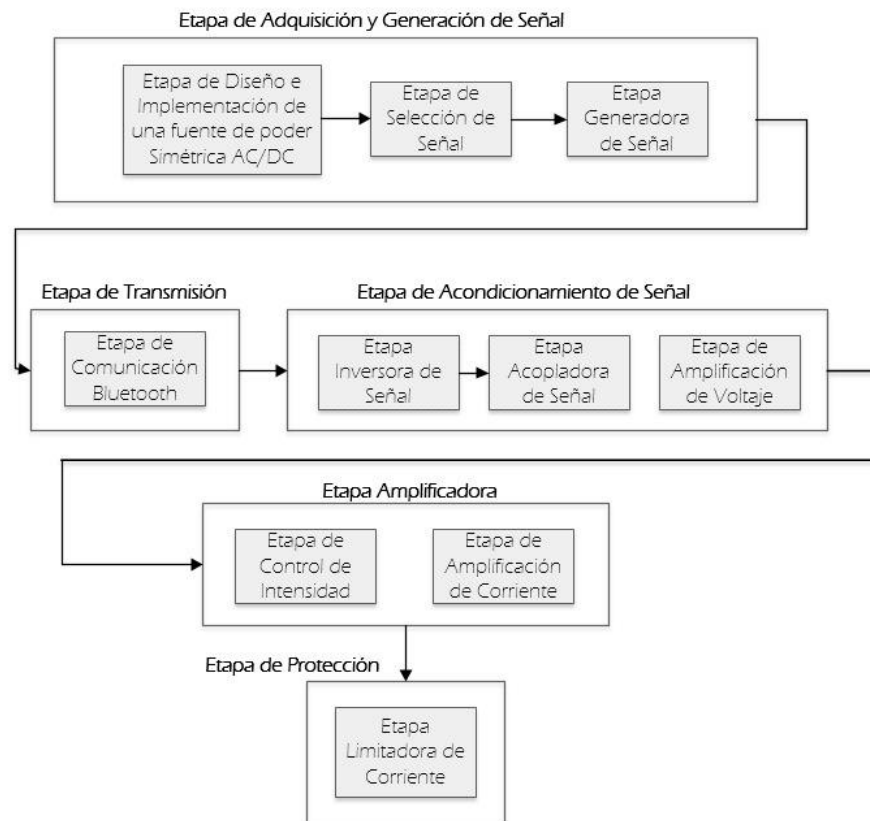 Etapa de Adquisición y Generación de Señal
Etapa de Diseño e
Implementación de
una fuente de poder
Simétrica AC/DC
Etapa de
Selección de
Señal
Etapa
Generadora
de Señal
Etapa de Transmisión
Etapa de
Comunicación
Bluetooth
Etapa de Acondicionamiento de Señal
Etapa
Inversora de
Señal
Etapa
Acopladora
de Señal
Etapa de
Amplificación
de Voltaje
Etapa Amplificadora
Etapa de
Control de
Intensidad
Etapa de
Amplificación
de Corriente
Etapa de Protección
Etapa
Limitadora de
Corriente